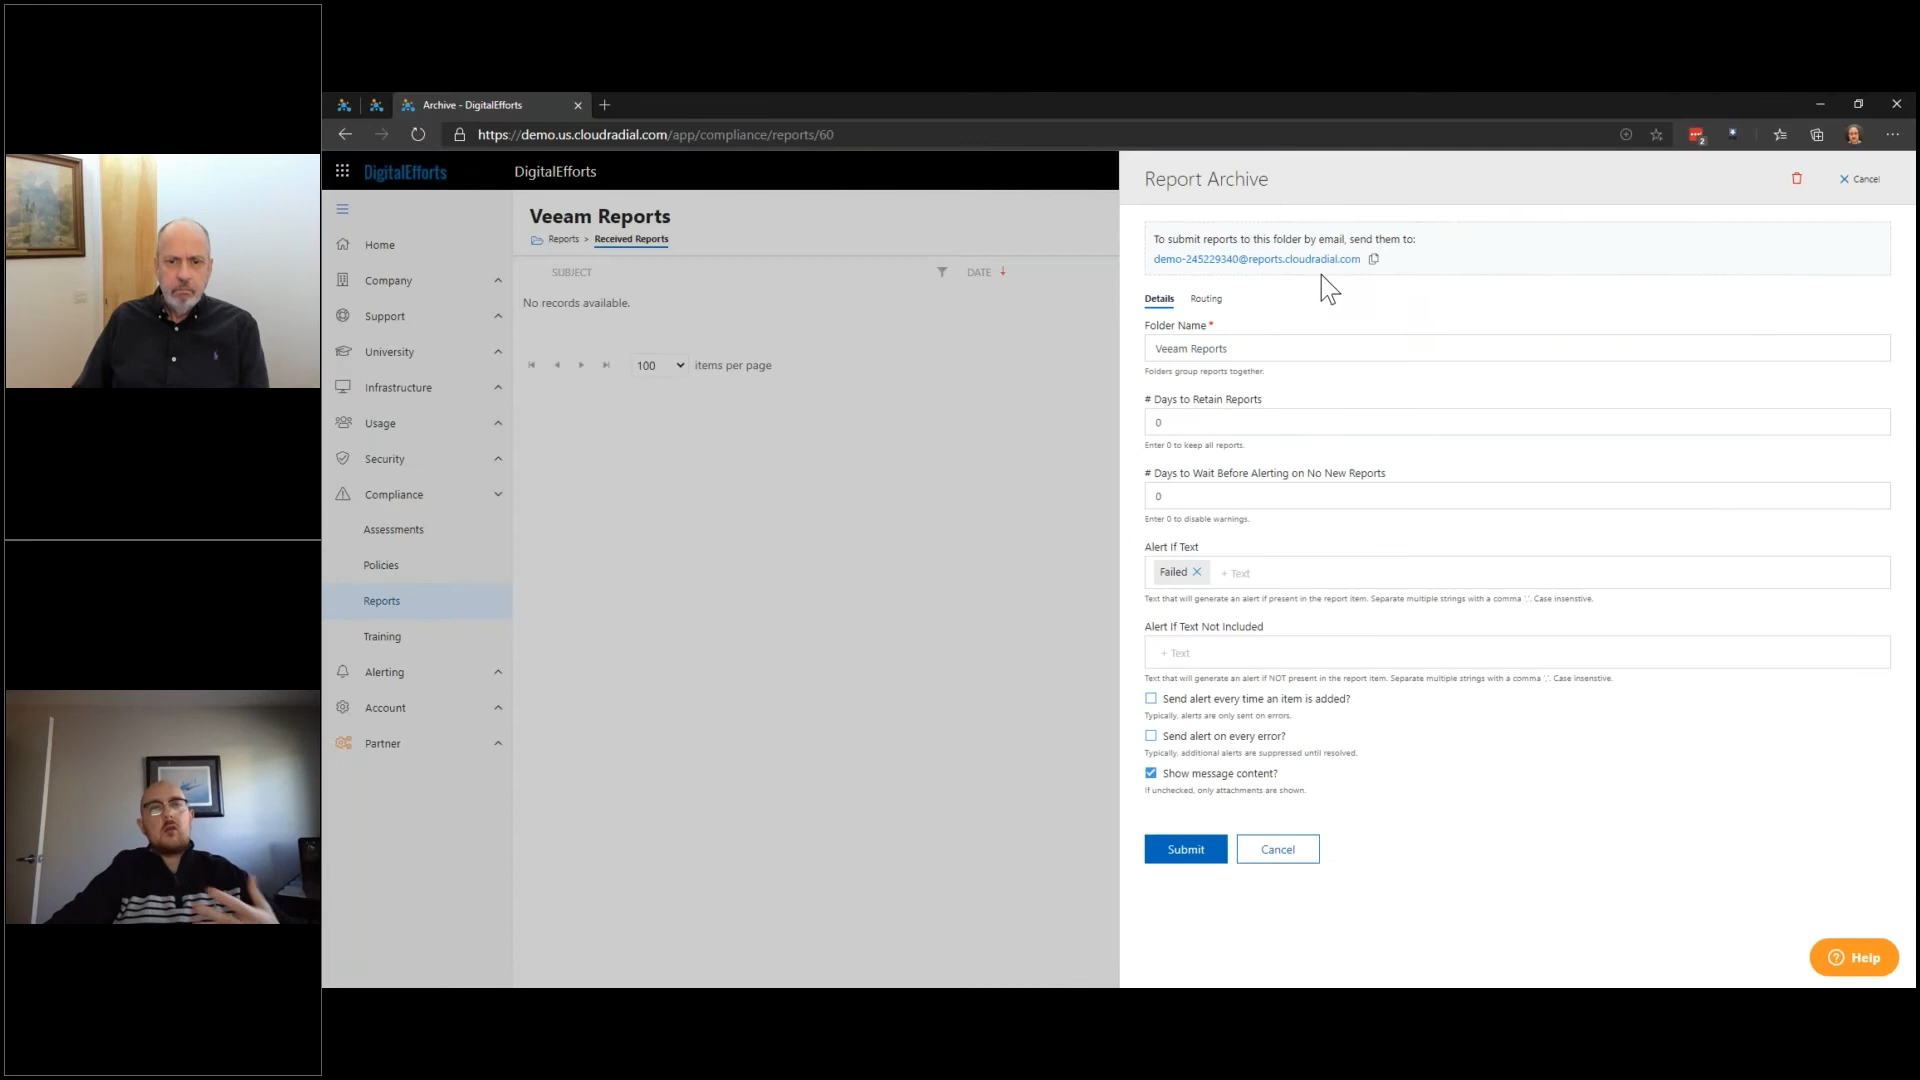 Archive - DigitalEfforts
https://demo.us.cloudradial.com/app/compliance/reports/60
2
DigitalEfforts
DigitalEfforts
Home
Company
Support
University
Infrastructure
Usage
Security
Compliance
Assessments
Policies
Reports
Training
Alerting
Account
Partner
Veeam Reports
Reports > Received Reports
SUBJECT DATE
No records available.
100 items per page
Report Archive
Cancel
To submit reports to this folder by email, send them to:
demo-245229340@reports.cloudradial.com
Details Routing
Folder Name *
Veeam Reports
Folders group reports together.
# Days to Retain Reports
0
Enter 0 to keep all reports.
# Days to Wait Before Alerting on No New Reports
0
Enter 0 to disable warnings.
Alert If Text
Failed + Text
Text that will generate an alert if present in the report item. Separate multiple strings with a comma ','. Case insenstive.
Alert If Text Not Included
+ Text
Text that will generate an alert if NOT present in the report item. Separate multiple strings with a comma ','. Case insenstive.
Send alert every time an item is added?
Typically, alerts are only sent on errors.
Send alert on every error?
Typically, additional alerts are suppressed until resolved.
Show message content?
If unchecked, only attachments are shown.
Submit Cancel
Help